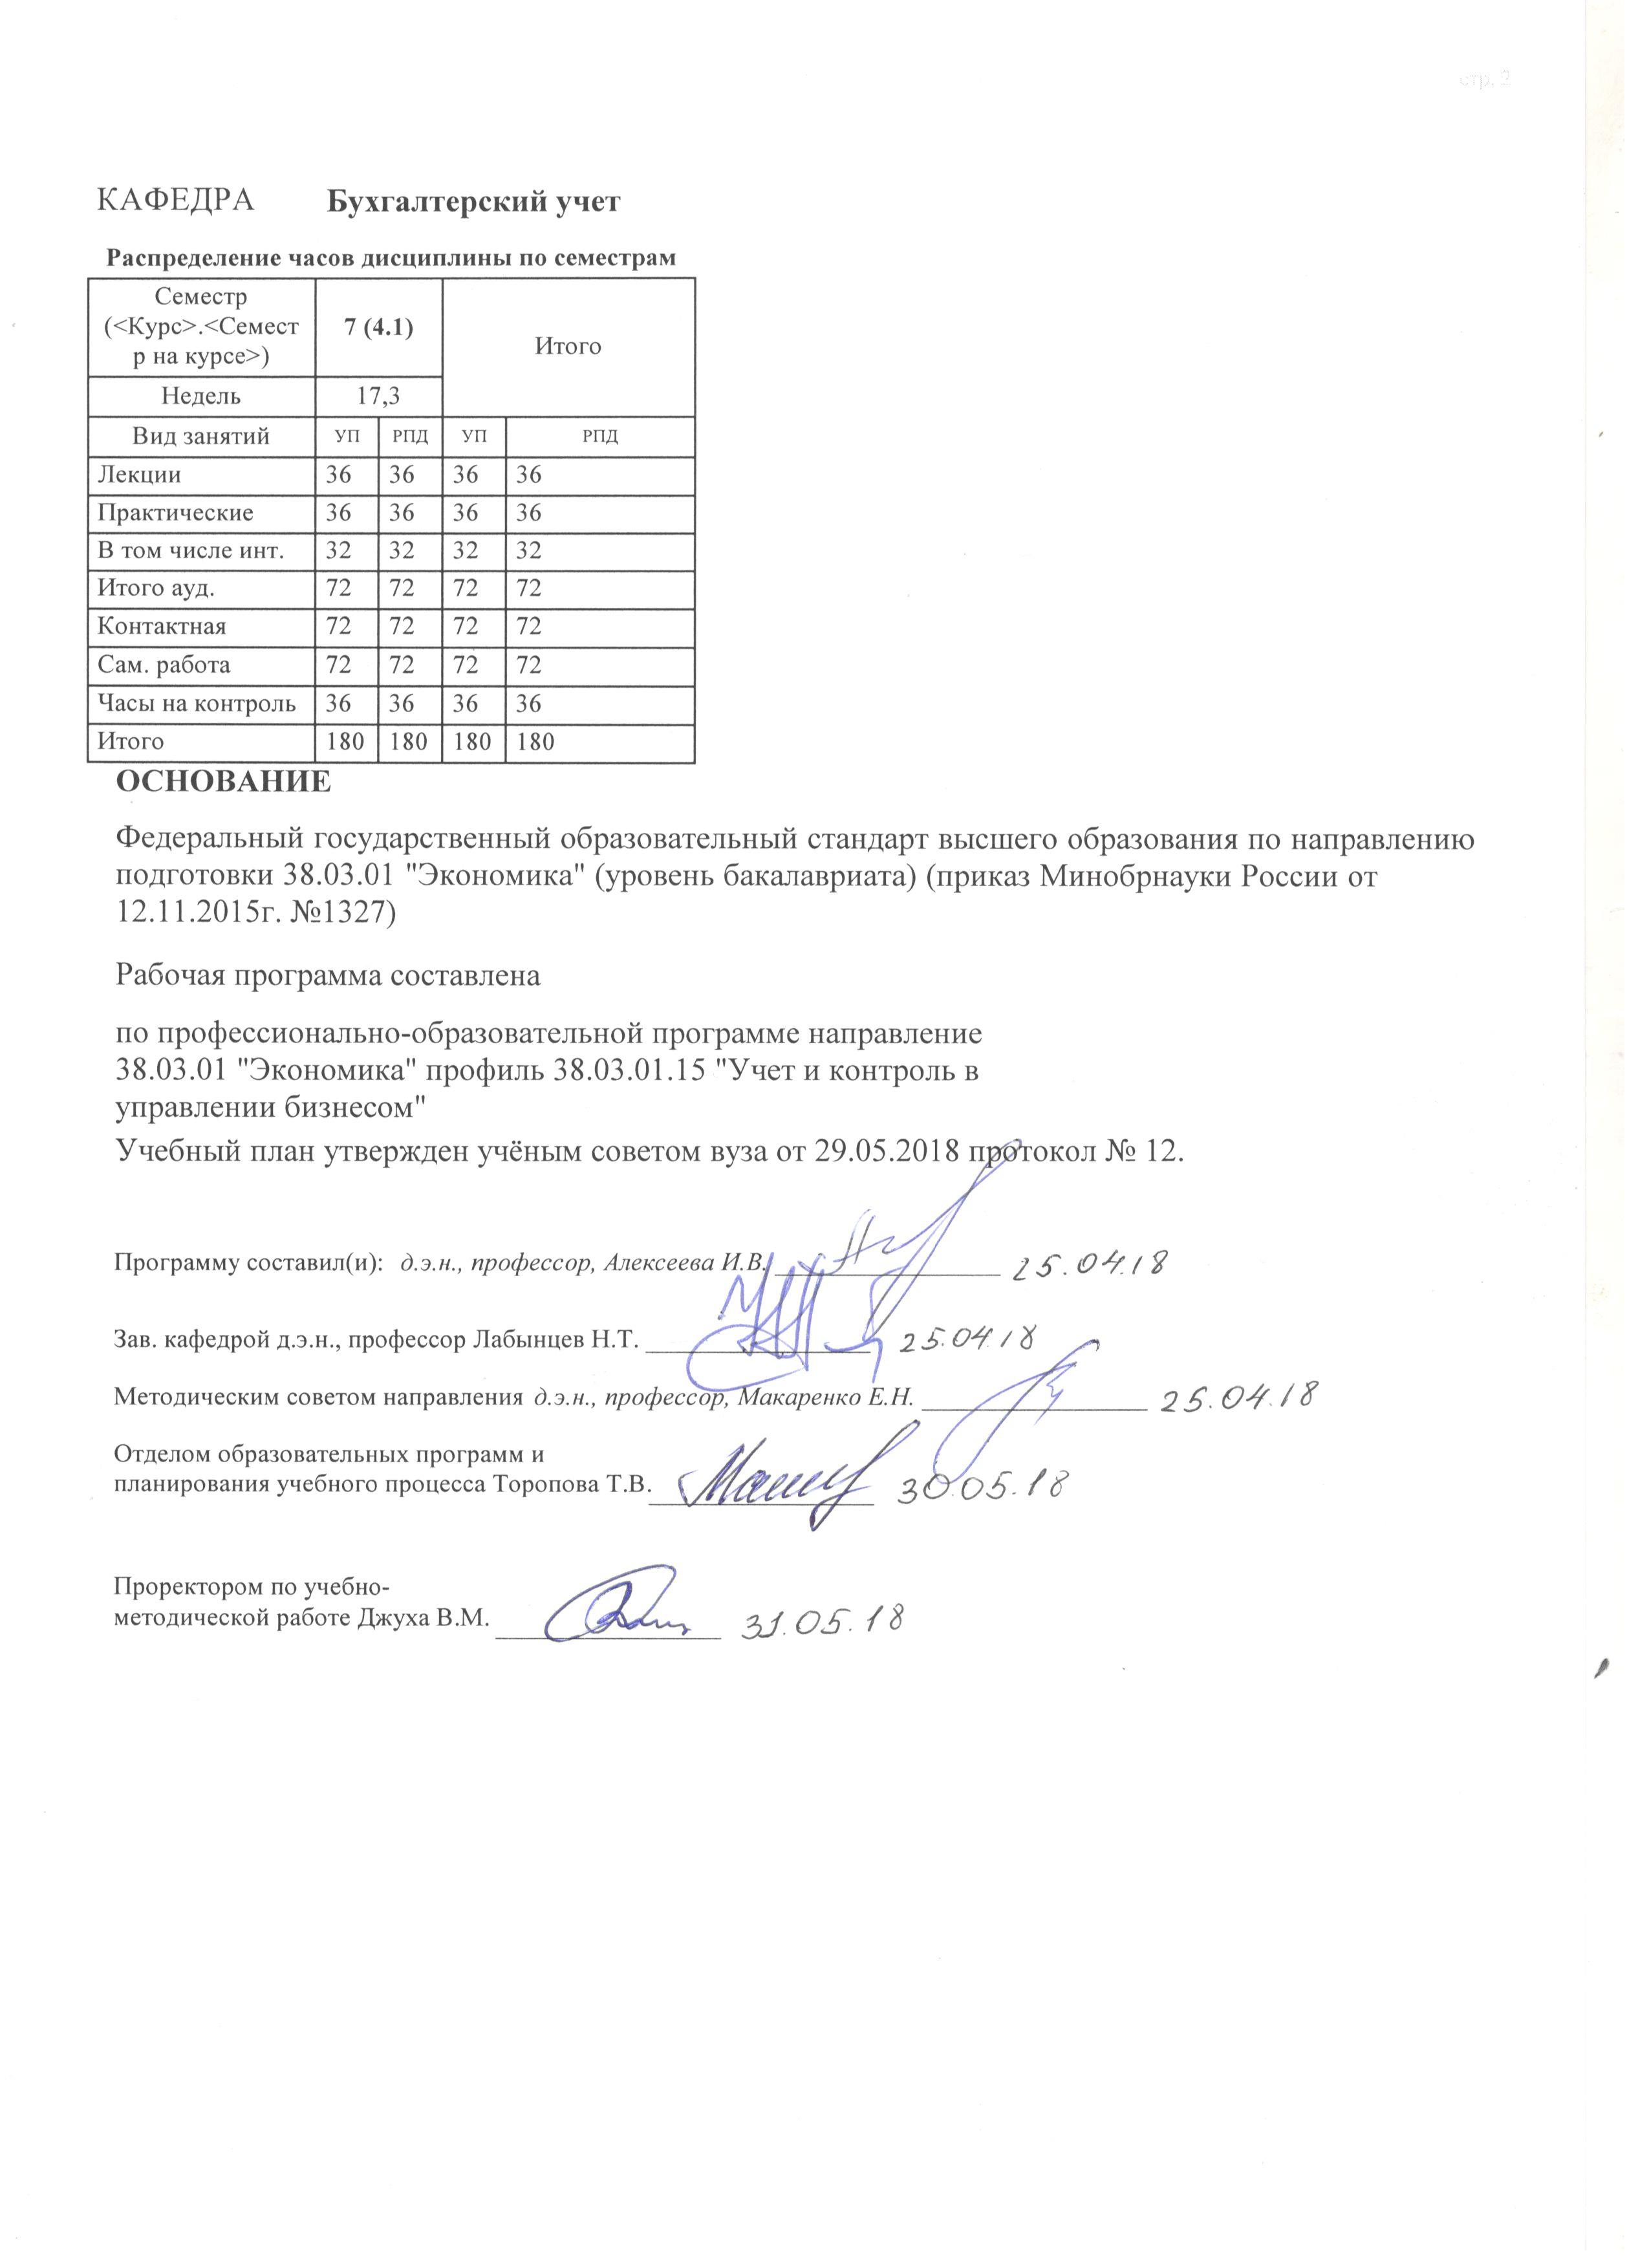 стр. 2
КАФЕДРА Бухгалтерский учет
Распределение часов дисциплины по семестрам
Семестр
(<Курс>.<Семест
р на курсе>) 7 (4.1) Итого
Недель 17,3
Вид занятий УП РПД УП РПД
Лекции 36 36 36 36
Практические 36 36 36 36
В том числе инт. 32 32 32 32
Итого ауд. 72 72 72 72
Контактная 72 72 72 72
Сам. работа 72 72 72 72
Часы на контроль 36 36 36 36
Итого 180 180 180 180
ОСНОВАНИЕ
Федеральный государственный образовательный стандарт высшего образования по направлению
подготовки 38.03.01 "Экономика" (уровень бакалавриата) (приказ Минобрнауки России от
12.11.2015г. №1327)
Рабочая программа составлена
по профессионально-образовательной программе направление
38.03.01 "Экономика" профиль 38.03.01.15 "Учет и контроль в
управлении бизнесом"
Учебный план утвержден учёным советом вуза от 29.05.2018 протокол № 12.
Программу составил(и): д.э.н., профессор, Алексеева И.В. 25.04.18
Зав. кафедрой д.э.н., профессор Лабынцев Н.Т. 25.04.18
Методическим советом направления д.э.н., профессор, Макаренко Е.Н. 25.04.18
Отделом образовательных программ и
планирования учебного процесса Торопова Т.В. 30.05.18
Проректором по учебно-
методической работе Джуха В.М. 31.05.18